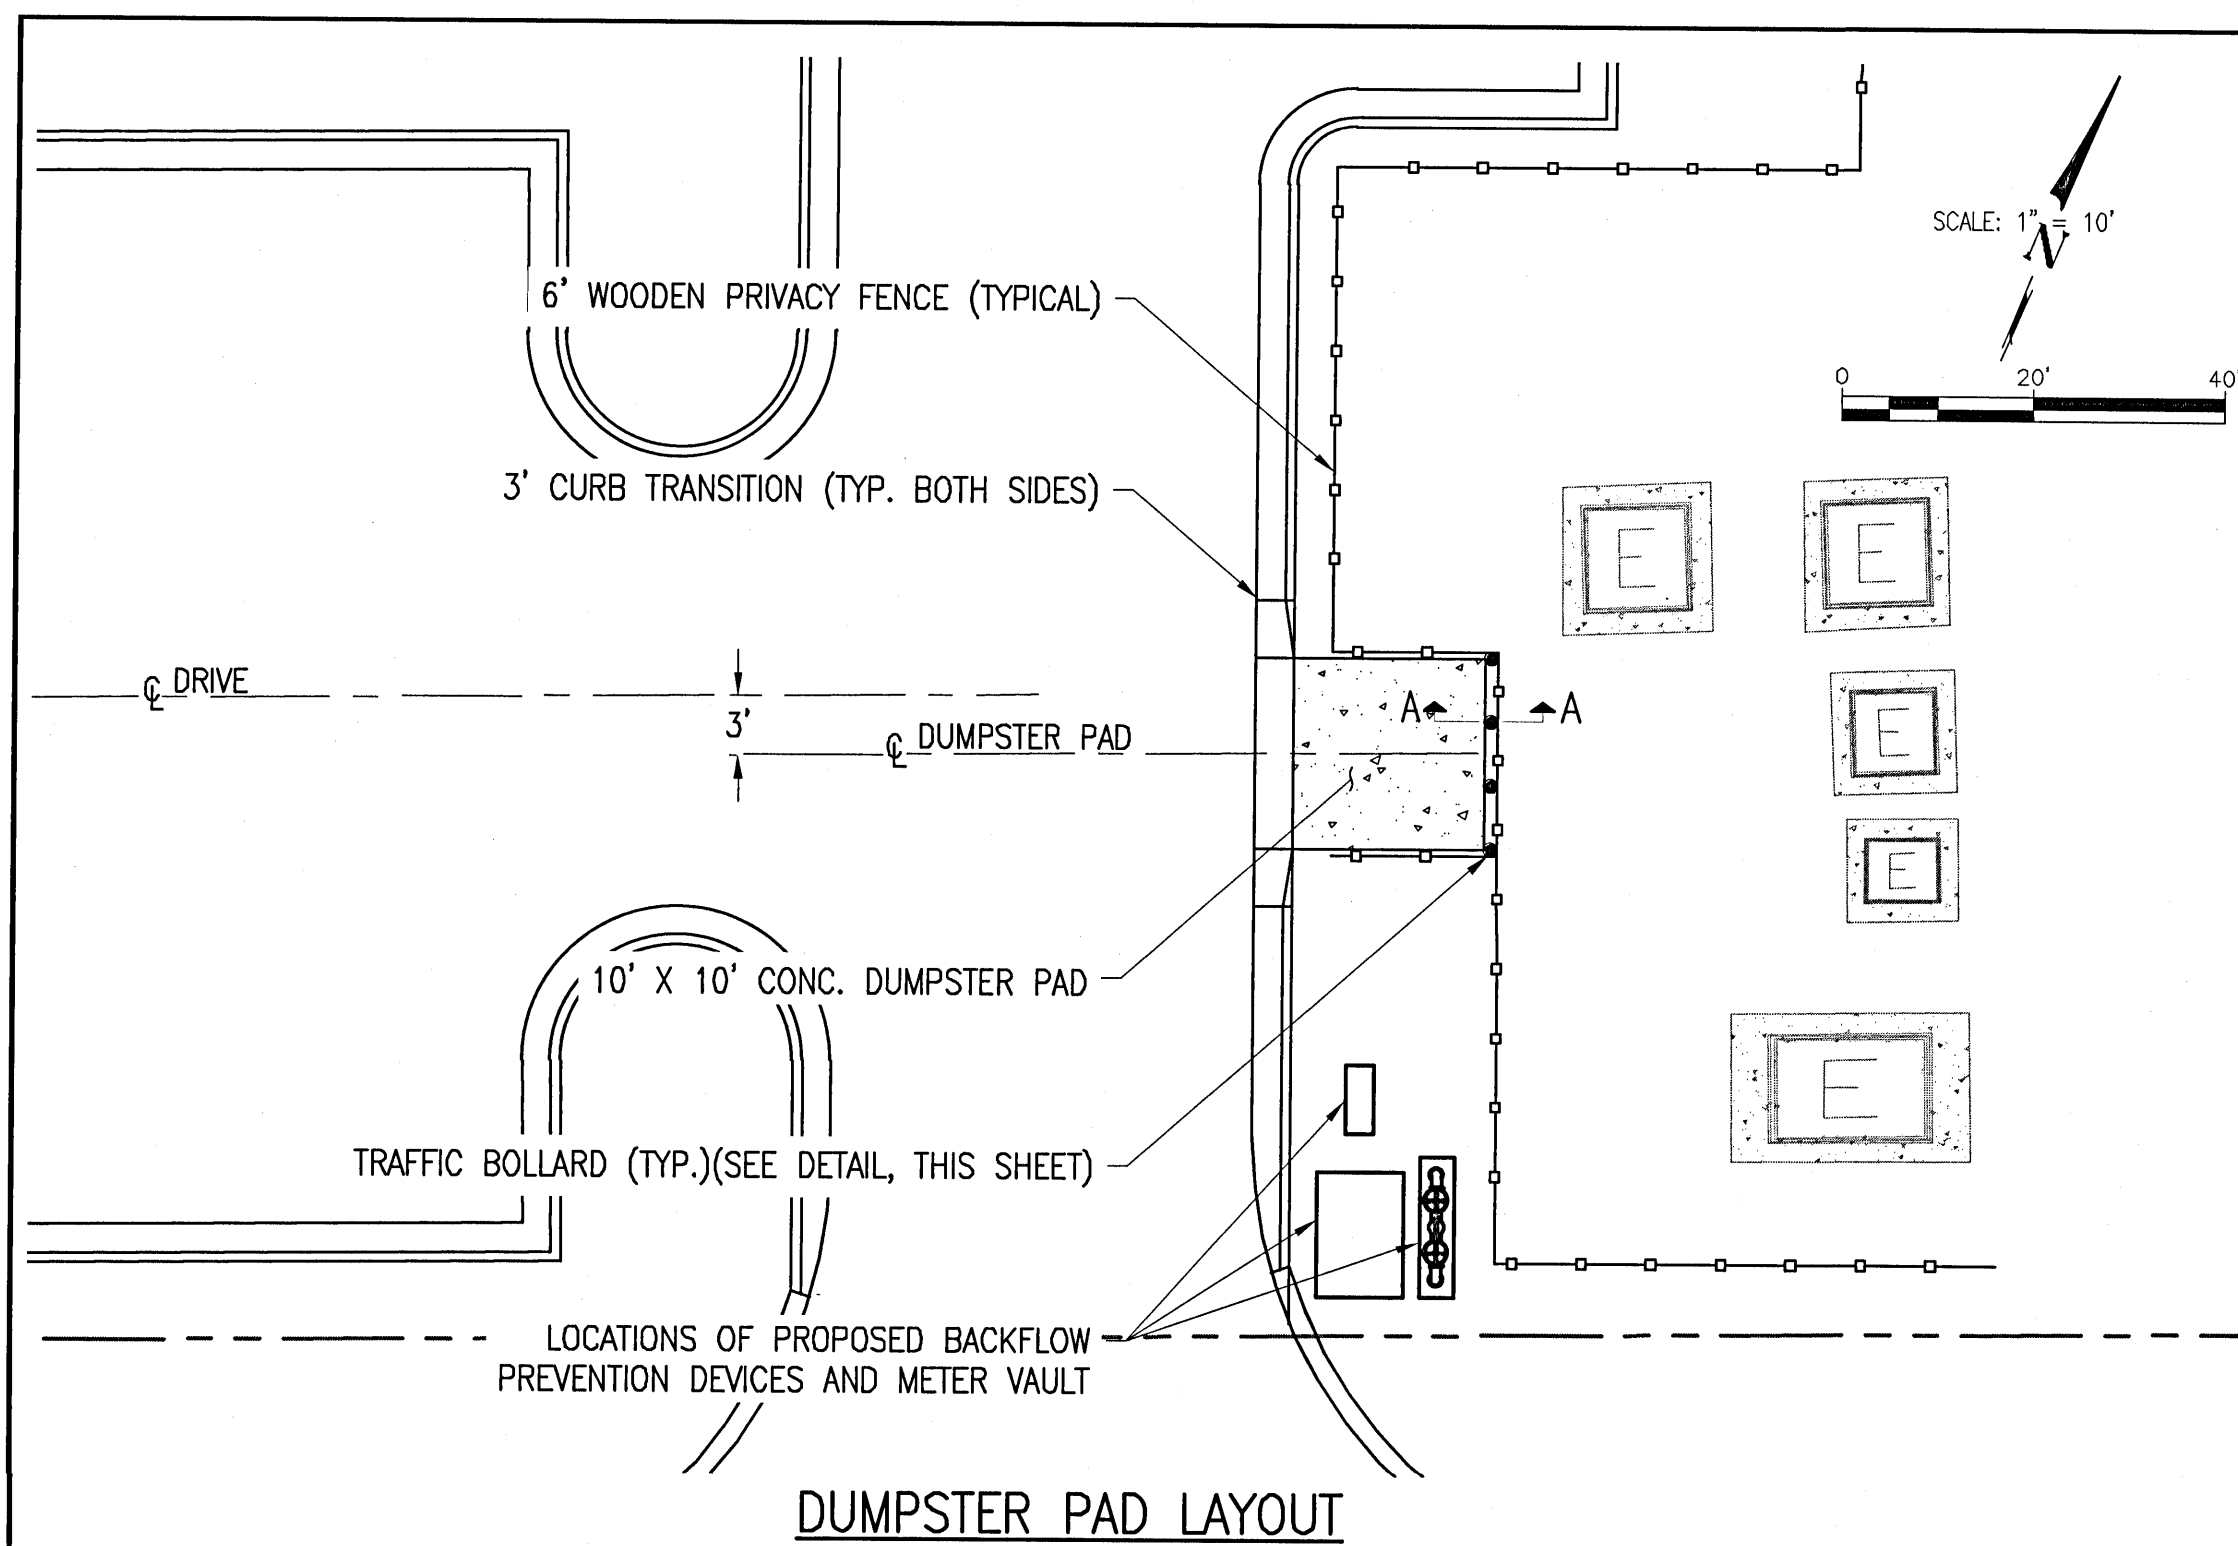 SCALE: 1" = 10'
N
6' WOODEN PRIVACY FENCE (TYPICAL)
0 20' 40'
3' CURB TRANSITION (TYP. BOTH SIDES)
E E
℄ DRIVE
3'
℄ DUMPSTER PAD
A A
E
E
10' X 10' CONC. DUMPSTER PAD
E
TRAFFIC BOLLARD (TYP.)(SEE DETAIL, THIS SHEET)
LOCATIONS OF PROPOSED BACKFLOW
PREVENTION DEVICES AND METER VAULT
DUMPSTER PAD LAYOUT